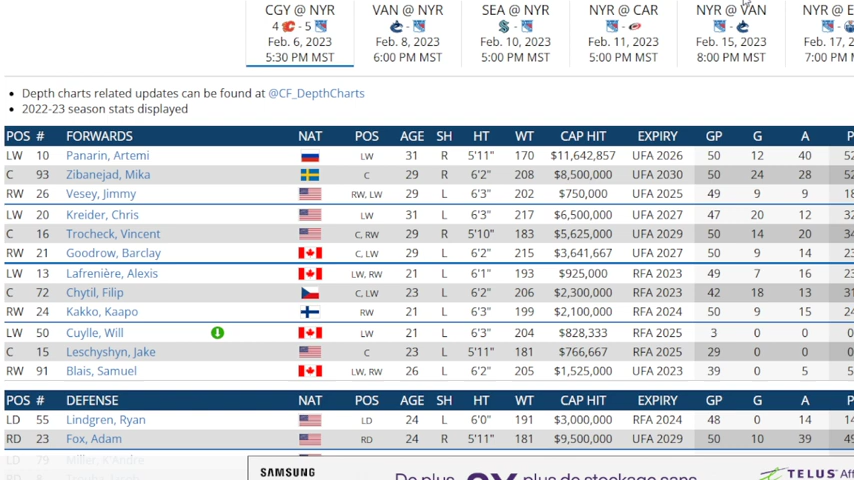 CGY @ NYR VAN @ NYR SEA @ NYR NYR @ CAR NYR @ VAN NYR @ E
4 - 5 - - - - -
Feb. 6, 2023 Feb. 8, 2023 Feb. 10, 2023 Feb. 11, 2023 Feb. 15, 2023 Feb. 17, 20
5:30 PM MST 6:00 PM MST 5:00 PM MST 5:00 PM MST 8:00 PM MST 7:00 PM M
• Depth charts related updates can be found at @CF_DepthCharts
• 2022-23 season stats displayed
POS # FORWARDS NAT POS AGE SH HT WT CAP HIT EXPIRY GP G A P
LW 10 Panarin, Artemi LW 31 R 5'11" 170 $11,642,857 UFA 2026 50 12 40 52
C 93 Zibanejad, Mika C 29 R 6'2" 208 $8,500,000 UFA 2030 50 24 28 52
RW 26 Vesey, Jimmy RW, LW 29 L 6'3" 202 $750,000 UFA 2025 49 9 9 18
LW 20 Kreider, Chris LW 31 L 6'3" 217 $6,500,000 UFA 2027 47 20 12 32
C 16 Trocheck, Vincent C, RW 29 R 5'10" 183 $5,625,000 UFA 2029 50 14 20 34
RW 21 Goodrow, Barclay C, LW 29 L 6'2" 215 $3,641,667 UFA 2027 50 9 14 23
LW 13 Lafrenière, Alexis LW, RW 21 L 6'1" 193 $925,000 RFA 2023 49 7 16 23
C 72 Chytil, Filip C, LW 23 L 6'2" 206 $2,300,000 RFA 2023 42 18 13 31
RW 24 Kakko, Kaapo RW 21 L 6'3" 199 $2,100,000 RFA 2024 50 9 15 24
LW 50 Cuylle, Will LW 21 L 6'3" 204 $828,333 RFA 2025 3 0 0 0
C 15 Leschyshyn, Jake C 23 L 5'11" 181 $766,667 RFA 2024 29 0 0 0
RW 91 Blais, Samuel LW, RW 26 L 6'2" 205 $1,525,000 UFA 2023 39 0 5 5
POS # DEFENSE NAT POS AGE SH HT WT CAP HIT EXPIRY GP G A P
LD 55 Lindgren, Ryan LD 24 L 6'0" 191 $3,000,000 RFA 2024 48 0 14 14
RD 23 Fox, Adam RD 24 R 5'11" 181 $9,500,000 UFA 2029 50 10 39 49
LD 79 Miller, K'Andre
SAMSUNG
De plus, plus de stockage sans
TELUS Aff